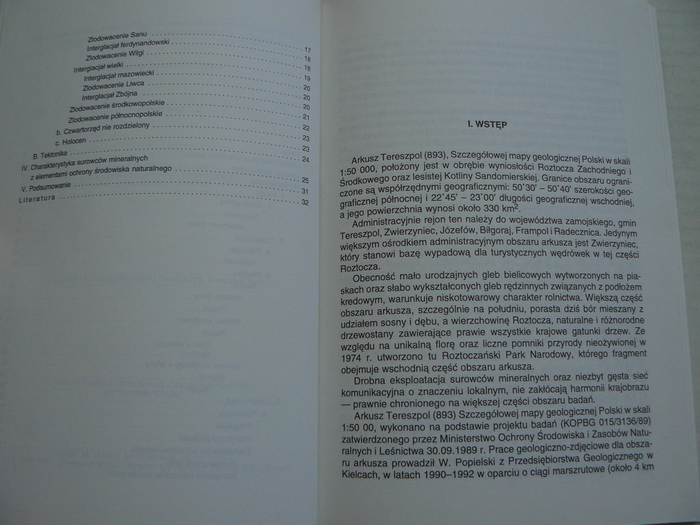 Zlodowacenie Sanu
Interglacjał ferdynandowski 17
Zlodowacenie Wilgi 18
Interglacjał wielki 18
Interglacjał mazowiecki 19
Zlodowacenie Liwca 20
Interglacjał Zbójna 20
Zlodowacenie środkowopolskie 20
Zlodowacenie północnopolskie 21
b. Czwartorzęd nie rozdzielony 22
c. Holocen 23
B. Tektonika 23
IV. Charakterystyka surowców mineralnych 24
z elementami ochrony środowiska naturalnego 25
V. Podsumowanie 31
Literatura 32
I. WSTĘP
Arkusz Tereszpol (893), Szczegółowej mapy geologicznej Polski w skali
1:50 000, położony jest w obrębie wyniosłości Roztocza Zachodniego i
Środkowego oraz lesistej Kotliny Sandomierskiej. Granice obszaru ograni-
czone są współrzędnymi geograficznymi: 50°30' – 50°40' szerokości geo-
graficznej północnej i 22°45' – 23°00' długości geograficznej wschodniej,
a jego powierzchnia wynosi około 330 km².
Administracyjnie rejon ten należy do województwa zamojskiego, gmin
Tereszpol, Zwierzyniec, Józefów, Biłgoraj, Frampol i Radecznica. Jedynym
większym ośrodkiem administracyjnym obszaru arkusza jest Zwierzyniec,
który stanowi bazę wypadową dla turystycznych wędrówek w tej części
Roztocza.
Obecność mało urodzajnych gleb bielicowych wytworzonych na pia-
skach oraz słabo wykształconych gleb rędzinnych związanych z podłożem
kredowym, warunkuje niskotowarowy charakter rolnictwa. Większą część
obszaru arkusza, szczególnie na południu, porasta dziś bór mieszany z
udziałem sosny i dębu, a wierzchowinę Roztocza, naturalne i różnorodne
drzewostany zawierające prawie wszystkie krajowe gatunki drzew. Ze
względu na unikalną florę oraz liczne pomniki przyrody nieożywionej w
1974 r. utworzono tu Roztoczański Park Narodowy, którego fragment
obejmuje wschodnią część obszaru arkusza.
Drobna eksploatacja surowców mineralnych oraz niezbyt gęsta sieć
komunikacyjna o znaczeniu lokalnym, nie zakłócają harmonii krajobrazu
— prawnie chronionego na większej części obszaru badań.
Arkusz Tereszpol (893) Szczegółowej mapy geologicznej Polski w skali
1:50 00, wykonano na podstawie projektu badań (KOPBG 015/3136/89)
zatwierdzonego przez Ministerstwo Ochrony Środowiska i Zasobów Natu-
ralnych i Leśnictwa 30.09.1989 r. Prace geologiczno-zdjęciowe dla obsza-
ru arkusza prowadził W. Popielski z Przedsiębiorstwa Geologicznego w
Kielcach, w latach 1990–1992 w oparciu o ciągi marszrutowe (około 4 km